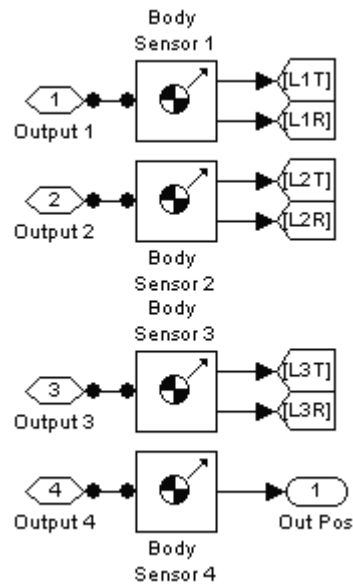 Body
Sensor 1
1
[L1T]
[L1R]
Output 1
2
[L2T]
[L2R]
Output 2
Body
Sensor 2
Body
Sensor 3
3
[L3T]
[L3R]
Output 3
4
1
Output 4
Out Pos
Body
Sensor 4